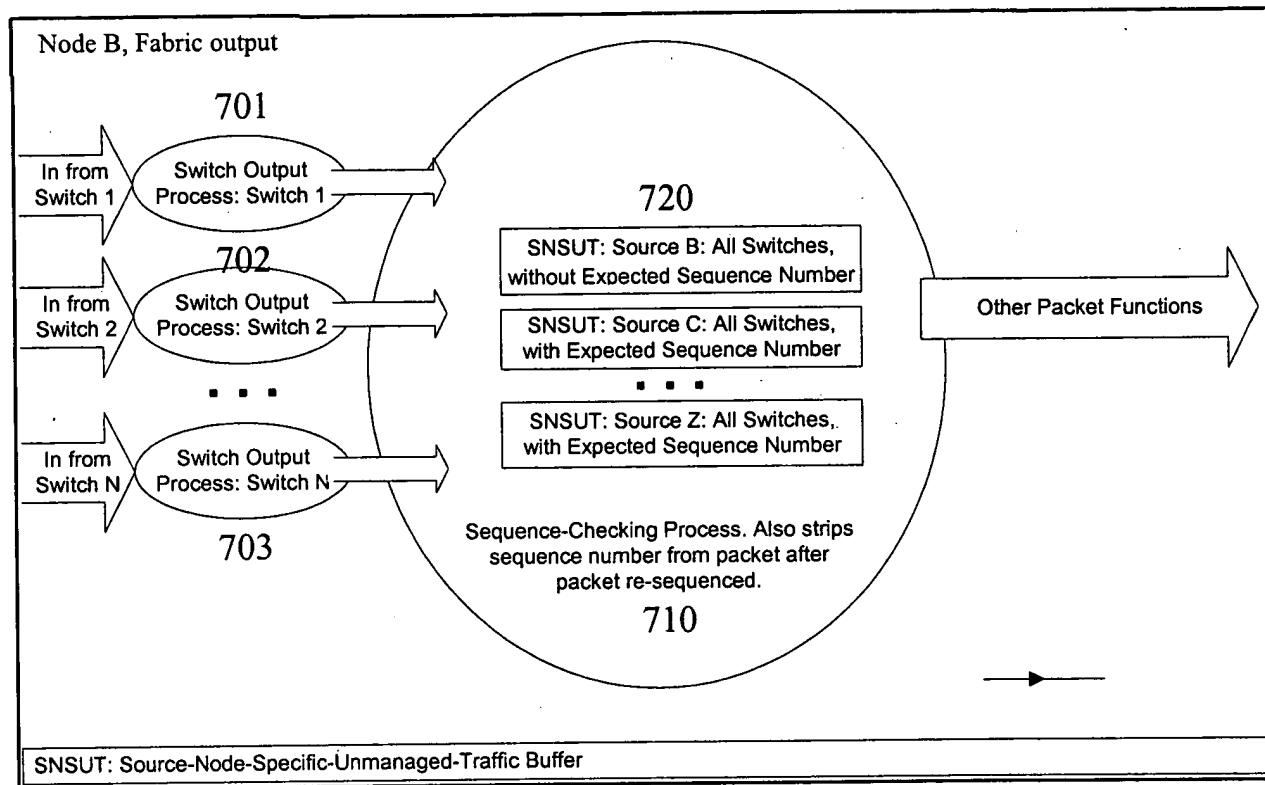 Node B, Fabric output
701
In from
Switch 1
Switch Output
Process: Switch 1
702
In from
Switch 2
Switch Output
Process: Switch 2
In from
Switch N
Switch Output
Process: Switch N
703
720
SNSUT: Source B: All Switches,
without Expected Sequence Number
SNSUT: Source C: All Switches,
with Expected Sequence Number
SNSUT: Source Z: All Switches,
with Expected Sequence Number
Sequence-Checking Process. Also strips
sequence number from packet after
packet re-sequenced.
710
Other Packet Functions
SNSUT: Source-Node-Specific-Unmanaged-Traffic Buffer